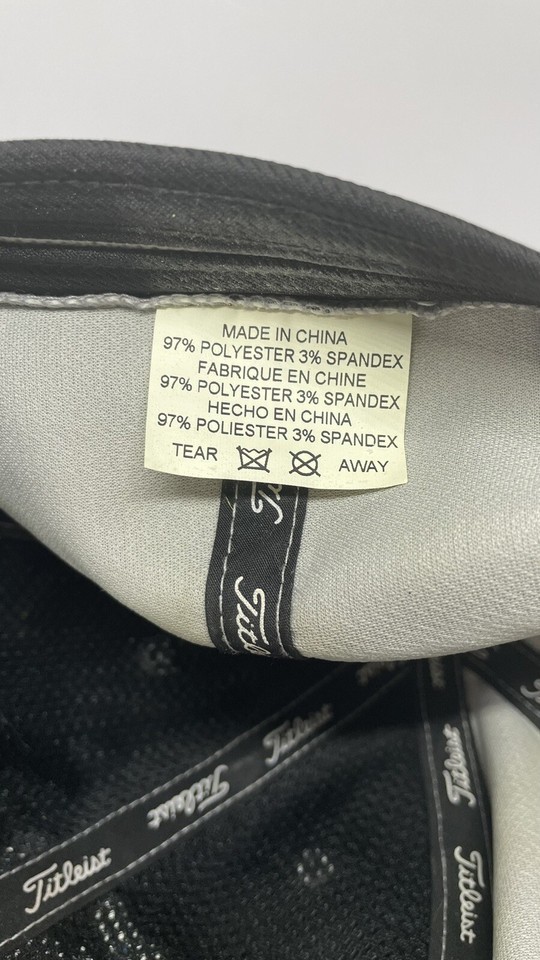 MADE IN CHINA
97% POLYESTER 3% SPANDEX
FABRIQUE EN CHINE
97% POLYESTER 3% SPANDEX
HECHO EN CHINA
97% POLIESTER 3% SPANDEX
TEAR AWAY
Titleist
Titleist
Titleist
Titleist
Titleist